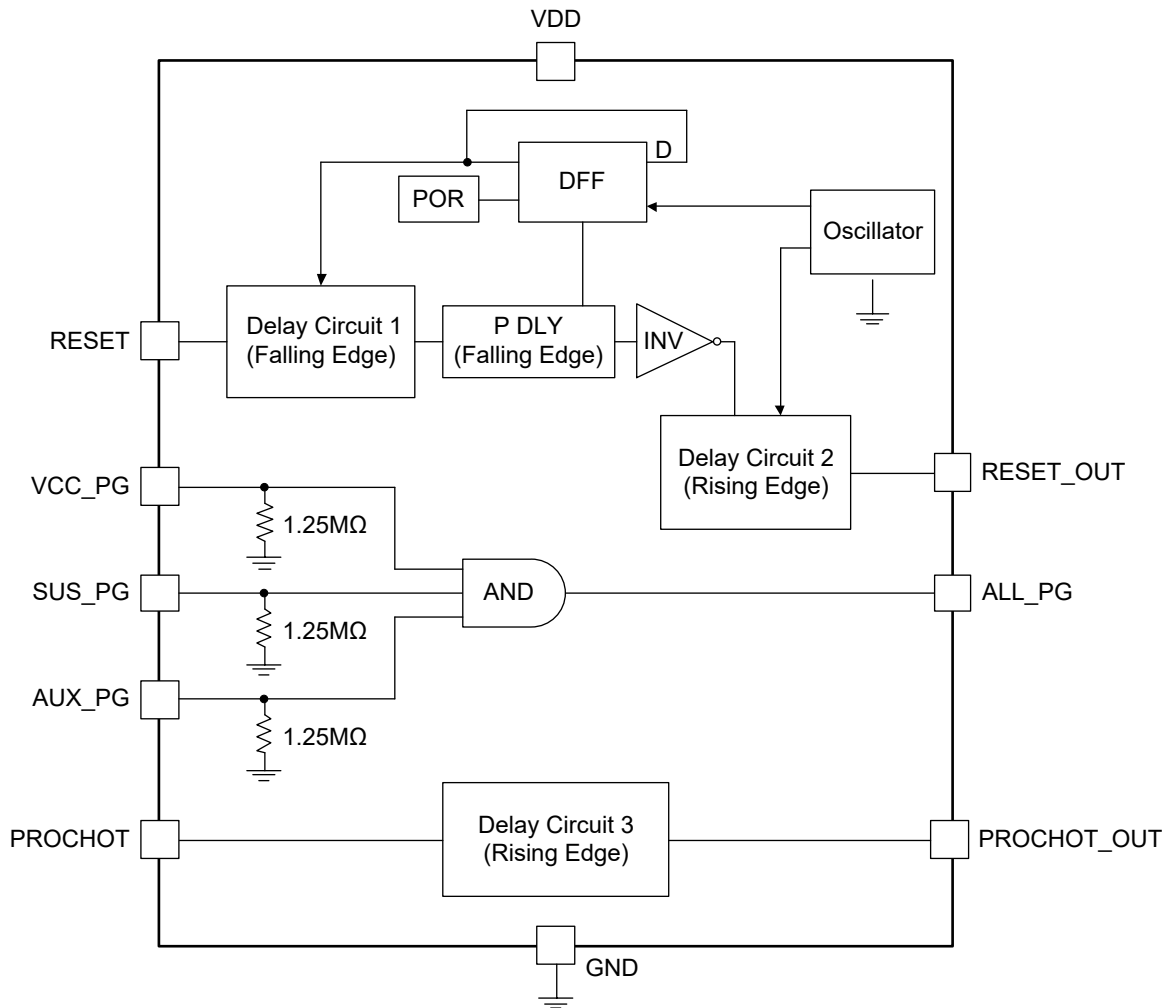 VDD
D
DFF
POR
Oscillator
RESET
Delay Circuit 1
(Falling Edge)
P DLY
(Falling Edge)
INV
VCC_PG
1.25MΩ
Delay Circuit 2
(Rising Edge)
RESET_OUT
SUS_PG
1.25MΩ
AND
ALL_PG
AUX_PG
1.25MΩ
PROCHOT
Delay Circuit 3
(Rising Edge)
PROCHOT_OUT
GND